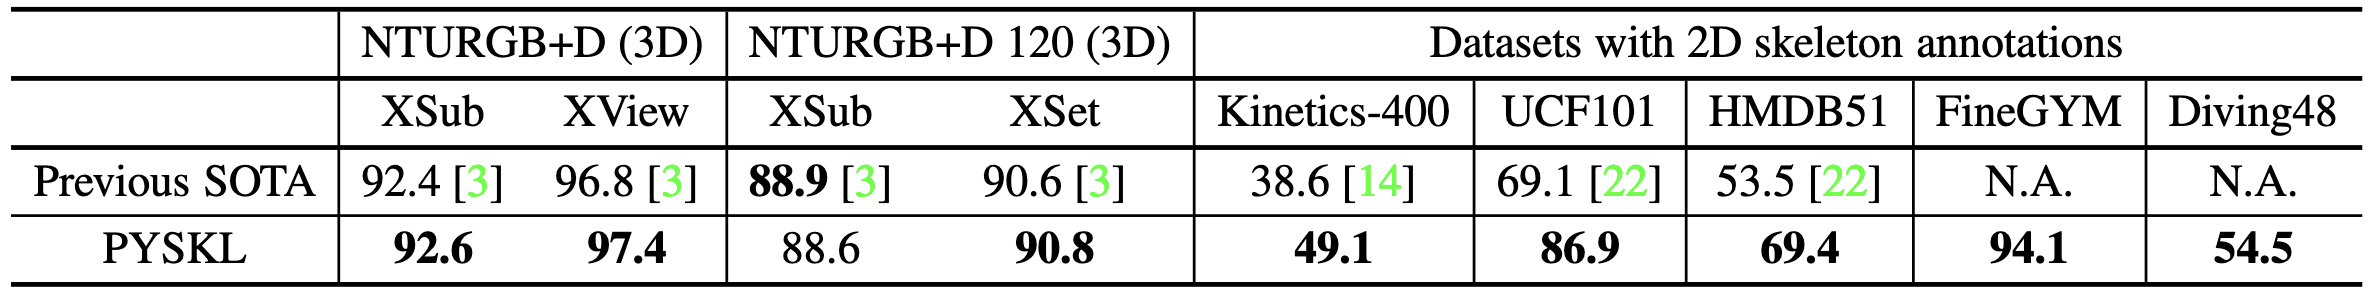 NTURGB+D (3D) NTURGB+D 120 (3D) Datasets with 2D skeleton annotations
XSub XView XSub XSet Kinetics-400 UCF101 HMDB51 FineGYM Diving48
Previous SOTA 92.4 [3] 96.8 [3] 88.9 [3] 90.6 [3] 38.6 [14] 69.1 [22] 53.5 [22] N.A. N.A.
PYSKL 92.6 97.4 88.6 90.8 49.1 86.9 69.4 94.1 54.5